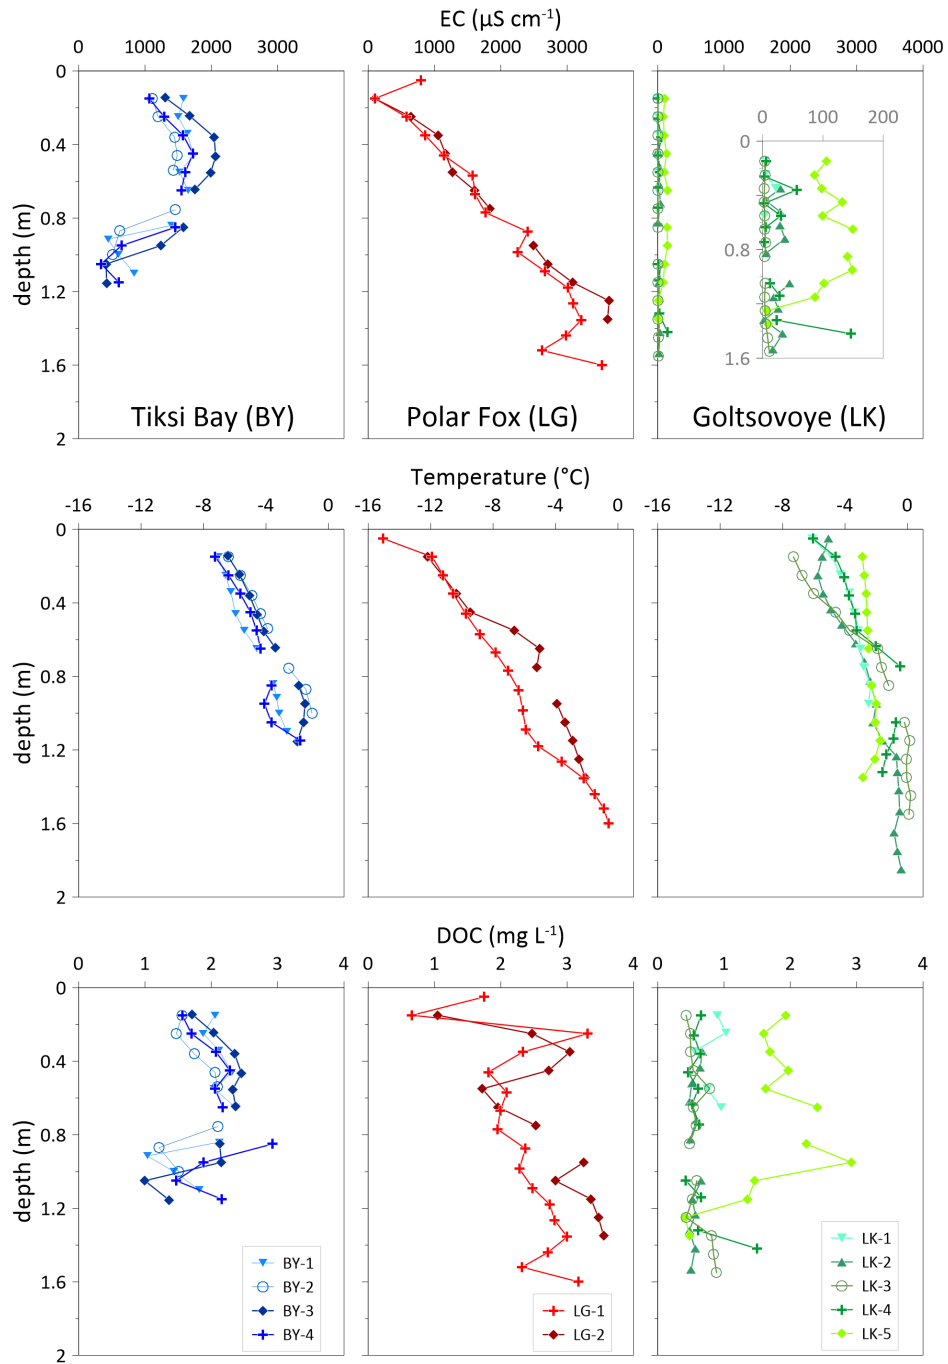 EC (µS cm-1)
0 1000 2000 3000 0 1000 2000 3000 0 1000 2000 3000 4000
0
0.4
0.8
1.2
1.6
2
depth (m)
0 100 200
0
0.8
1.6
Tiksi Bay (BY) Polar Fox (LG) Goltsovoye (LK)
Temperature (°C)
-16 -12 -8 -4 0 -16 -12 -8 -4 0 -16 -12 -8 -4 0
0
0.4
0.8
1.2
1.6
2
depth (m)
DOC (mg L-1)
0 1 2 3 4 0 1 2 3 4 0 1 2 3 4
0
0.4
0.8
1.2
1.6
2
depth (m)
BY-1
BY-2
BY-3
BY-4
LG-1
LG-2
LK-1
LK-2
LK-3
LK-4
LK-5